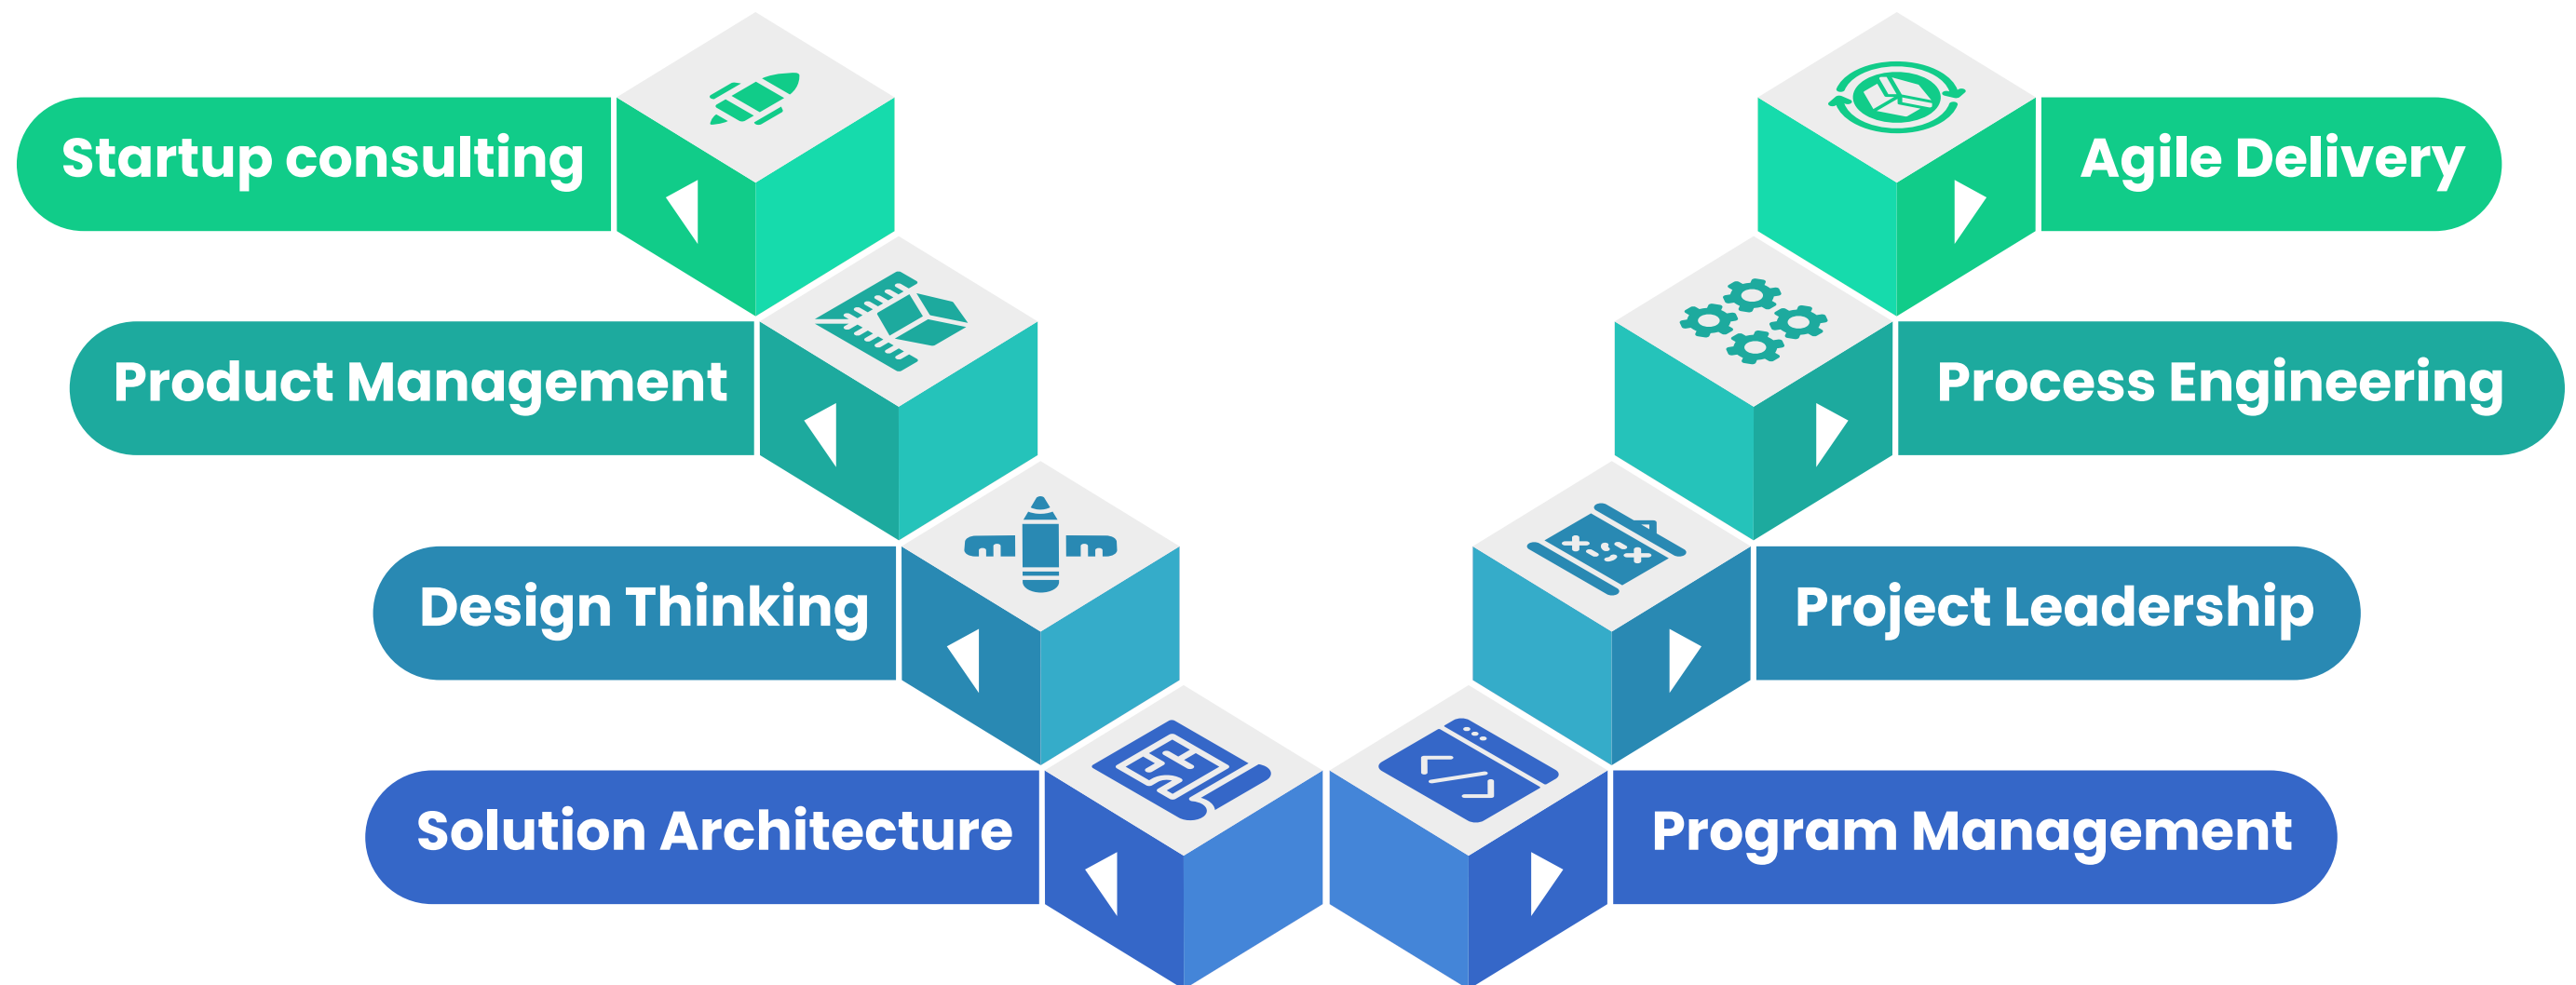 Startup consulting
Product Management
Design Thinking
Solution Architecture
Agile Delivery
Process Engineering
Project Leadership
Program Management